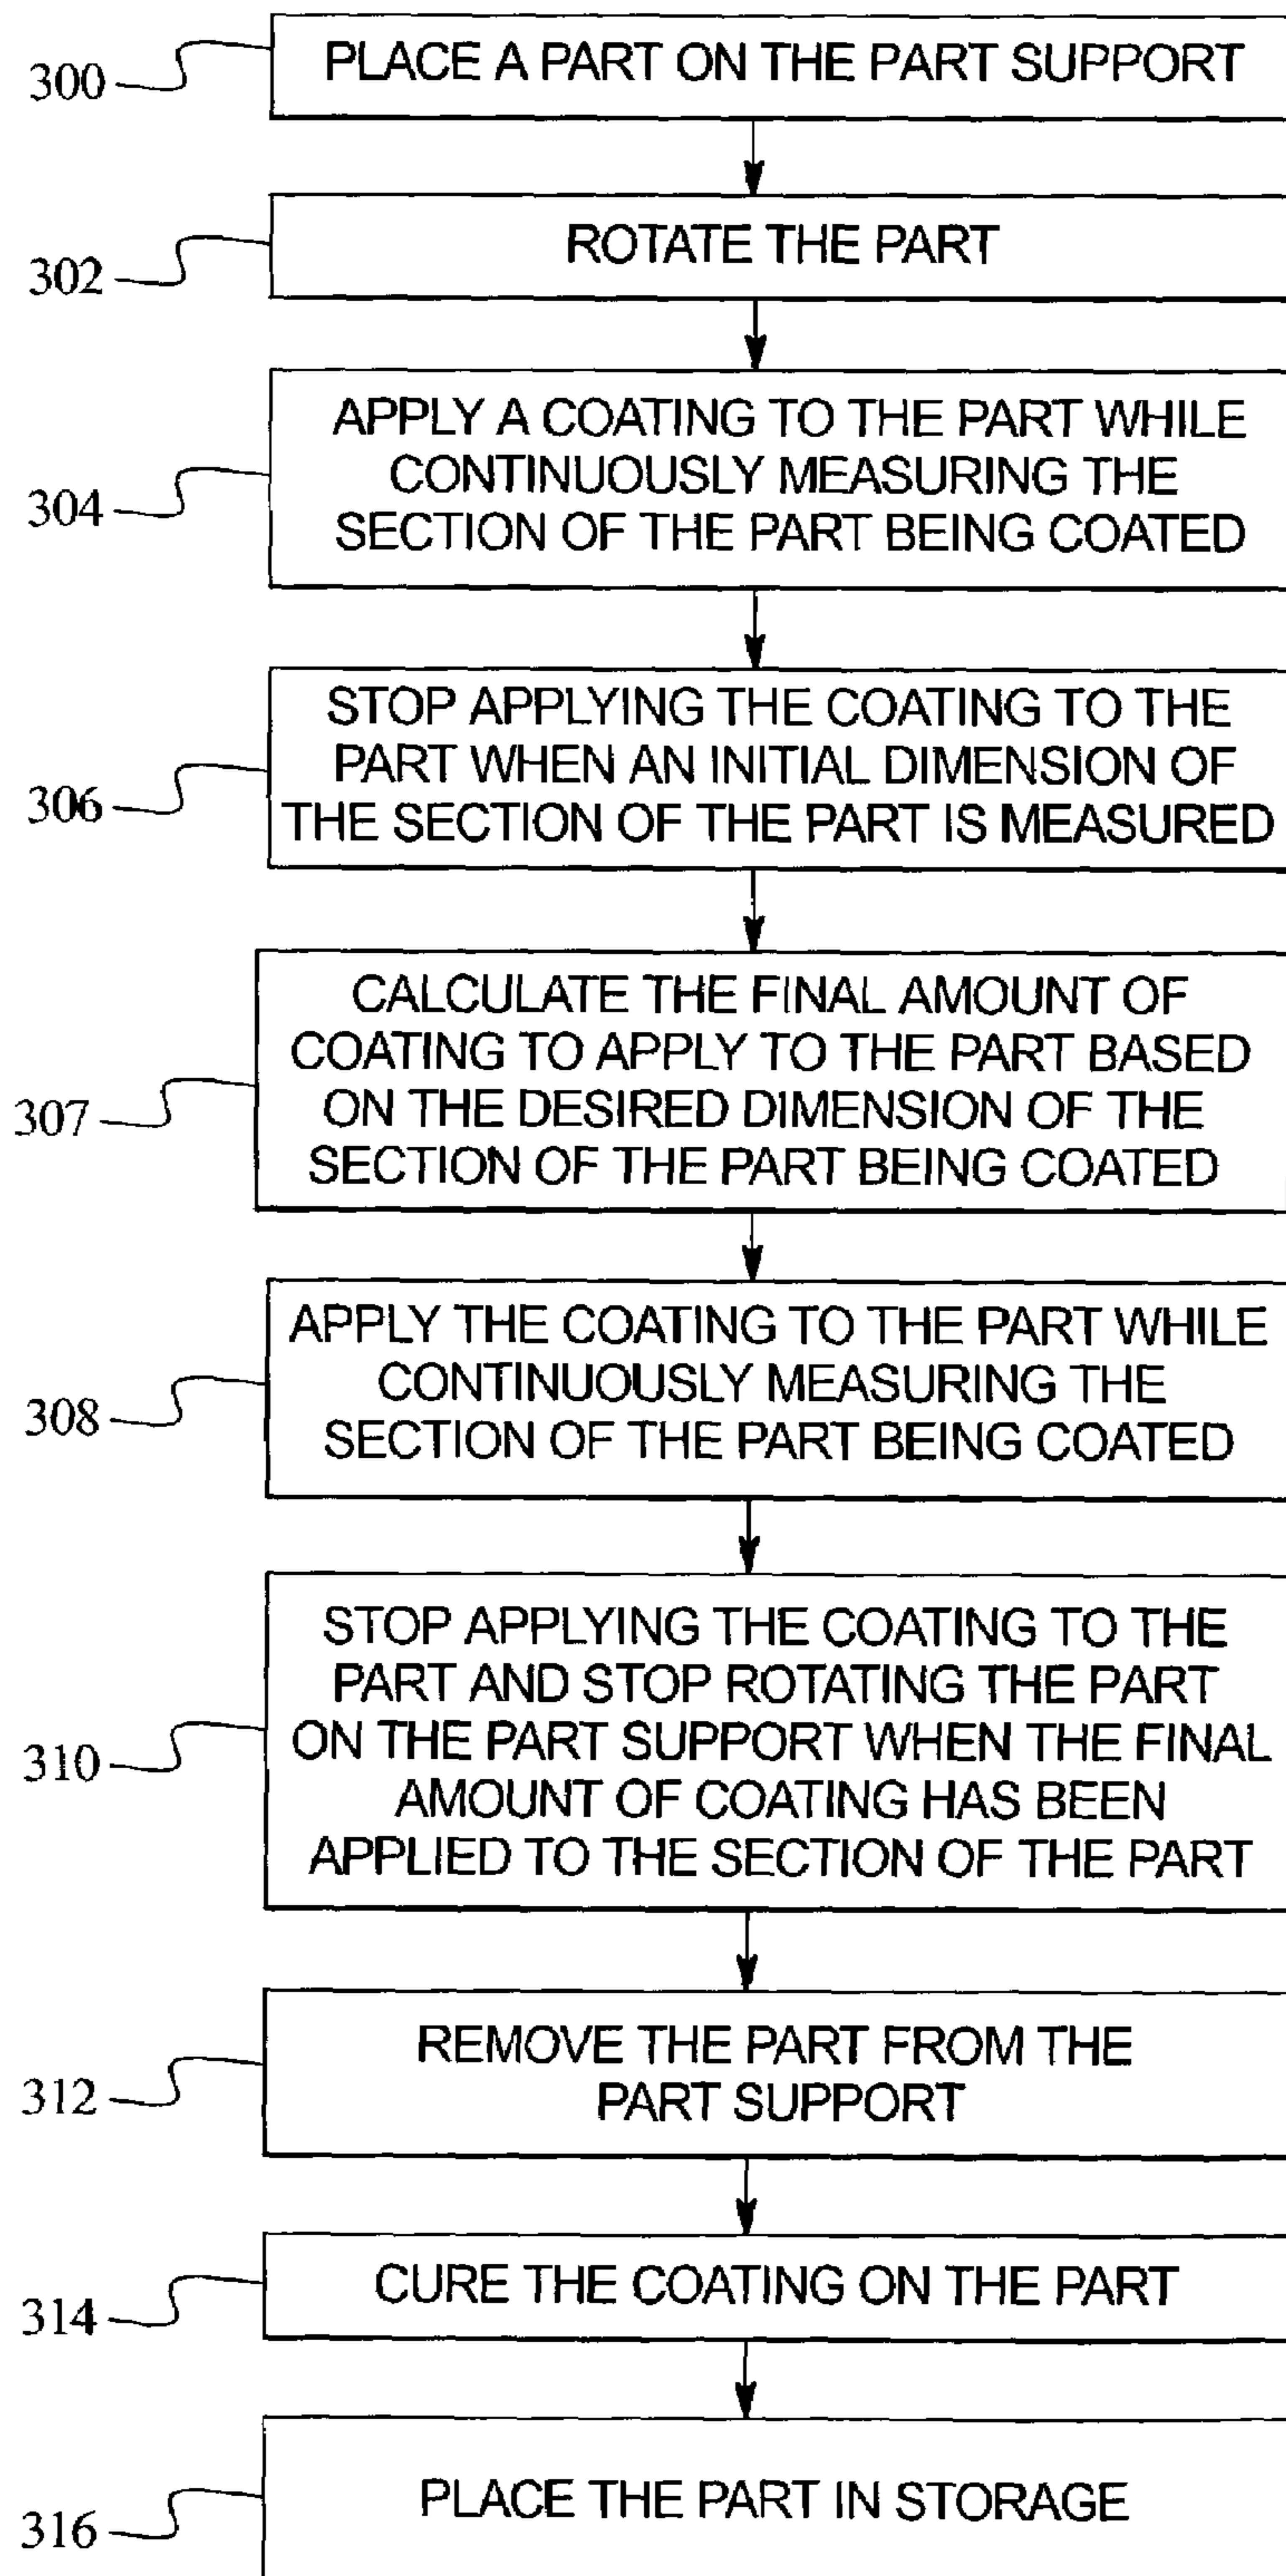 300
PLACE A PART ON THE PART SUPPORT
302
ROTATE THE PART
304
APPLY A COATING TO THE PART WHILE
CONTINUOUSLY MEASURING THE
SECTION OF THE PART BEING COATED
306
STOP APPLYING THE COATING TO THE
PART WHEN AN INITIAL DIMENSION OF
THE SECTION OF THE PART IS MEASURED
307
CALCULATE THE FINAL AMOUNT OF
COATING TO APPLY TO THE PART BASED
ON THE DESIRED DIMENSION OF THE
SECTION OF THE PART BEING COATED
308
APPLY THE COATING TO THE PART WHILE
CONTINUOUSLY MEASURING THE
SECTION OF THE PART BEING COATED
310
STOP APPLYING THE COATING TO THE
PART AND STOP ROTATING THE PART
ON THE PART SUPPORT WHEN THE FINAL
AMOUNT OF COATING HAS BEEN
APPLIED TO THE SECTION OF THE PART
312
REMOVE THE PART FROM THE
PART SUPPORT
314
CURE THE COATING ON THE PART
316
PLACE THE PART IN STORAGE